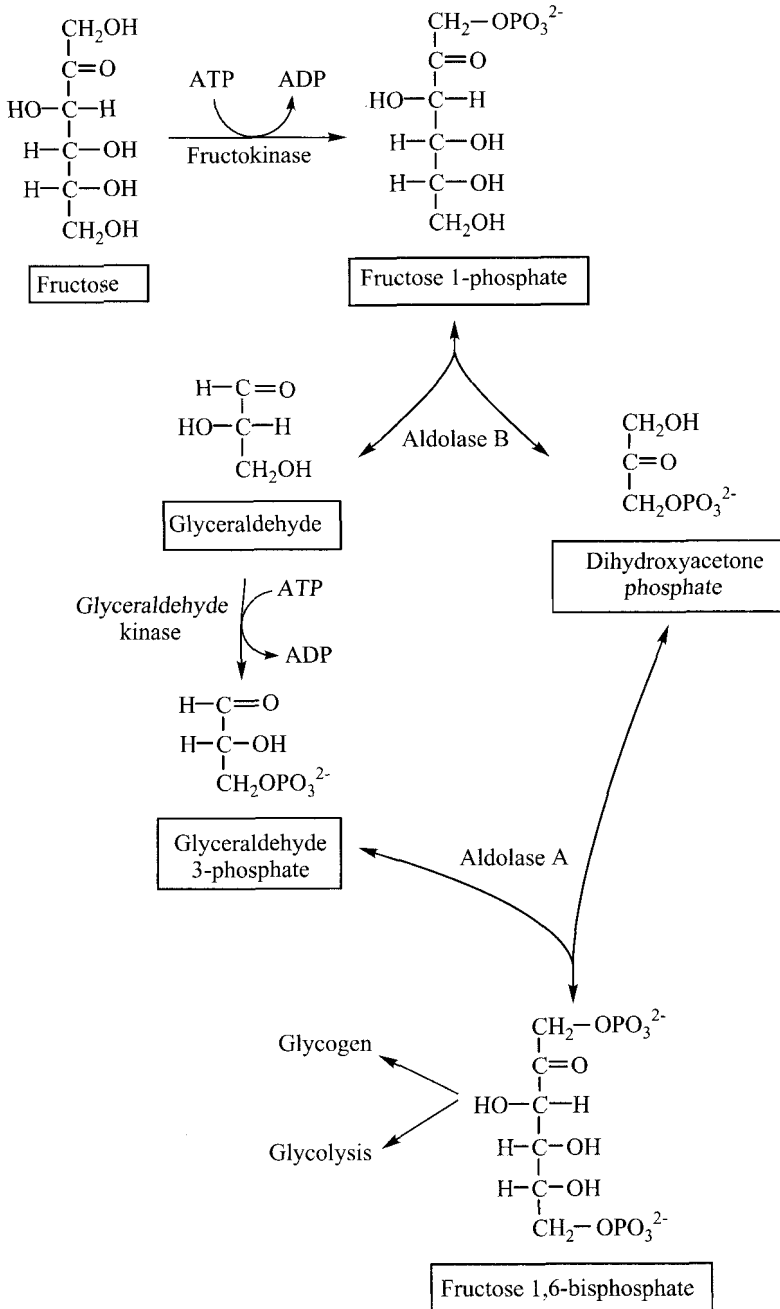 CH₂OH
C=O
HO—C—H
H—C—OH
H—C—OH
CH₂OH
Fructose
ATP ADP
Fructokinase
CH₂—OPO₃²⁻
C=O
HO—C—H
H—C—OH
H—C—OH
CH₂OH
Fructose 1-phosphate
Aldolase B
H—C=O
HO—C—H
CH₂OH
Glyceraldehyde
CH₂OH
C=O
CH₂OPO₃²⁻
Dihydroxyacetone
phosphate
Glyceraldehyde
kinase
ATP
ADP
H—C=O
H—C—OH
CH₂OPO₃²⁻
Glyceraldehyde
3-phosphate
Aldolase A
Glycogen
Glycolysis
CH₂—OPO₃²⁻
C=O
HO—C—H
H—C—OH
H—C—OH
CH₂—OPO₃²⁻
Fructose 1,6-bisphosphate